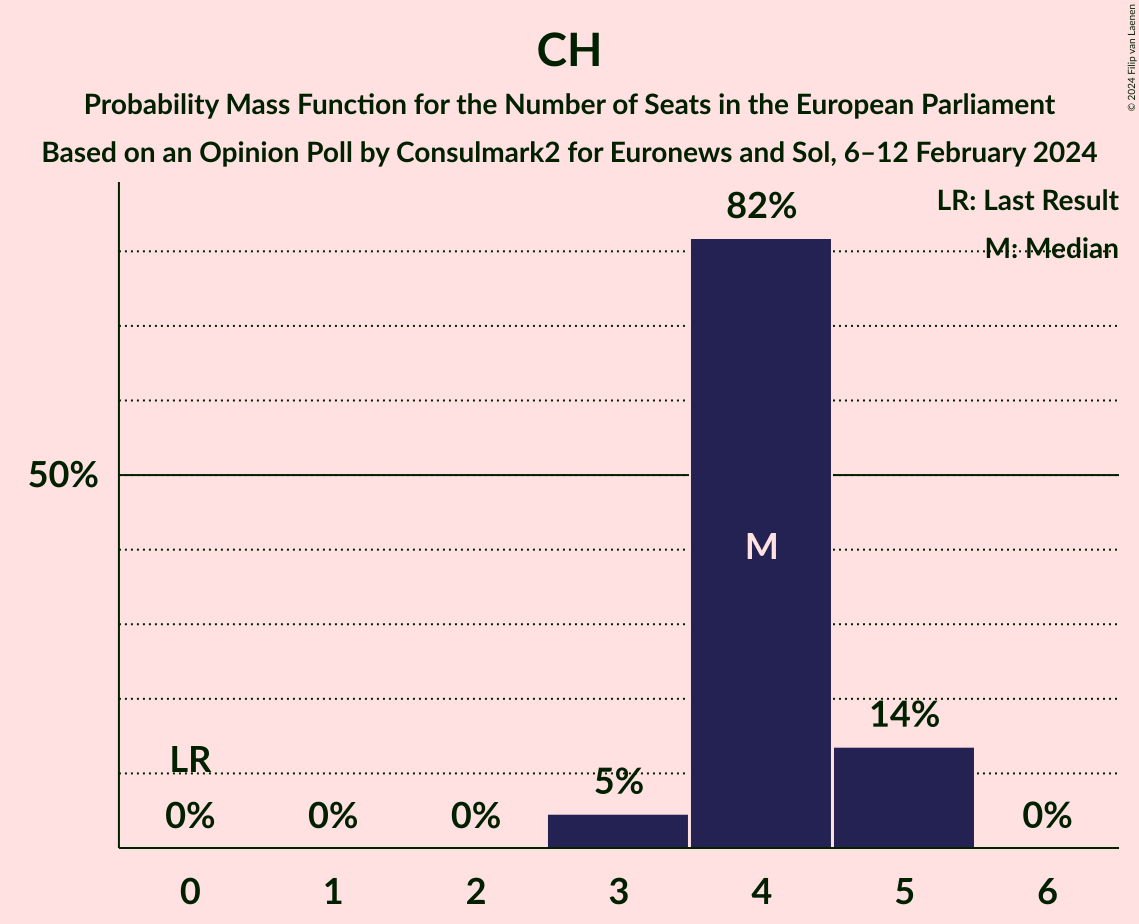 CH
Probability Mass Function for the Number of Seats in the European Parliament
Based on an Opinion Poll by Consulmark2 for Euronews and Sol, 6–12 February 2024
© 2024 Filip van Laenen
LR: Last Result
M: Median
82%
50%
M
14%
LR
5%
0%
0%
0%
0%
0 1 2 3 4 5 6